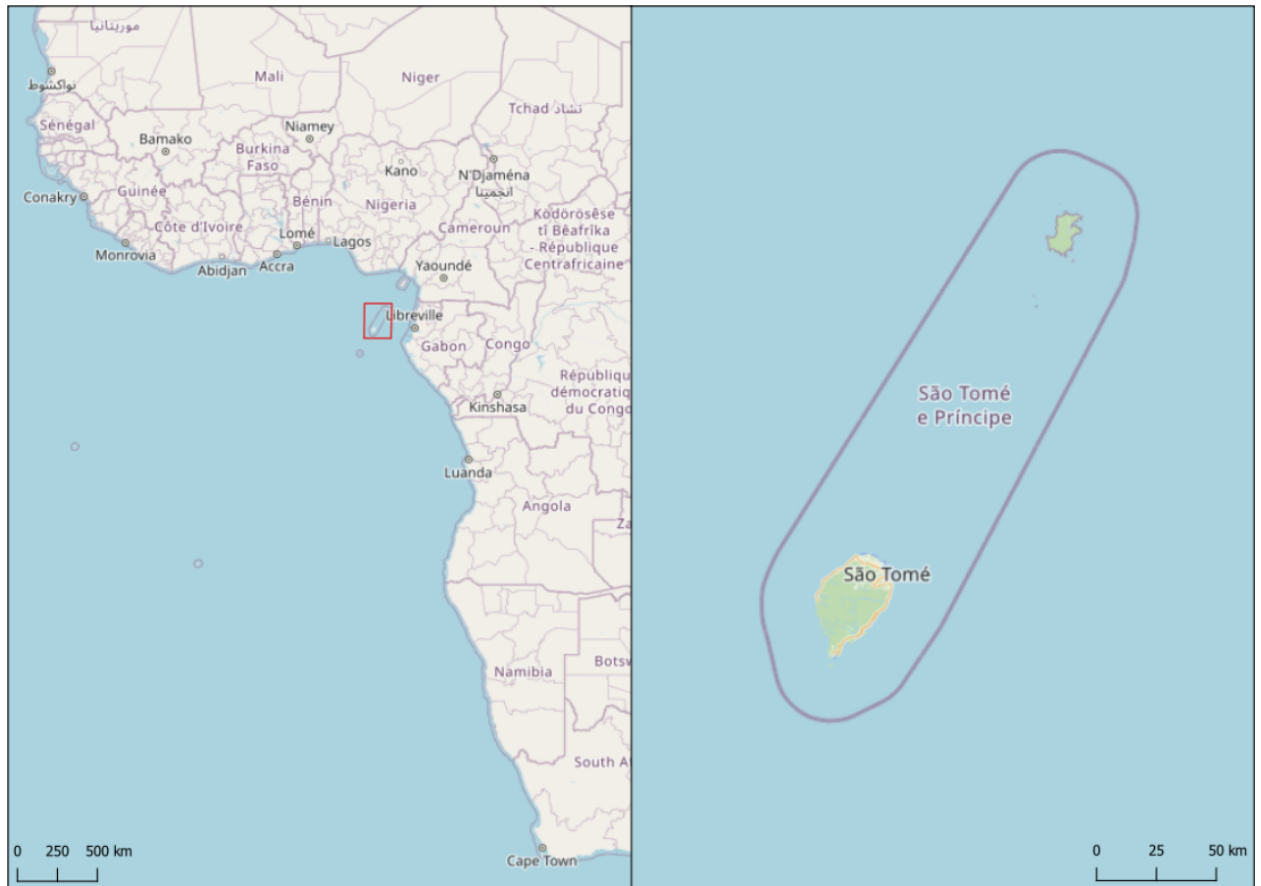 موريتانيا
Mali
Niger
نواكشوط
Tchad تشاد
Sénégal
Niamey
Bamako
Burkina
Faso
Kano
N'Djaména
انجمينا
Conakry
Guinée
Bénin
Nigeria
Ködörösêse
tî Bêafrîka
- République
Centrafricaine
Côte d'Ivoire
Lomé
Lagos
Cameroun
Monrovia
Abidjan
Accra
Yaoundé
Libreville
Gabon
Congo
Républiqu
démocratiq
du Congo
Kinshasa
Luanda
Angola
Za
Namibia
Botsw
South A
Cape Town
0 250 500 km
São Tomé
e Príncipe
São Tomé
0 25 50 km